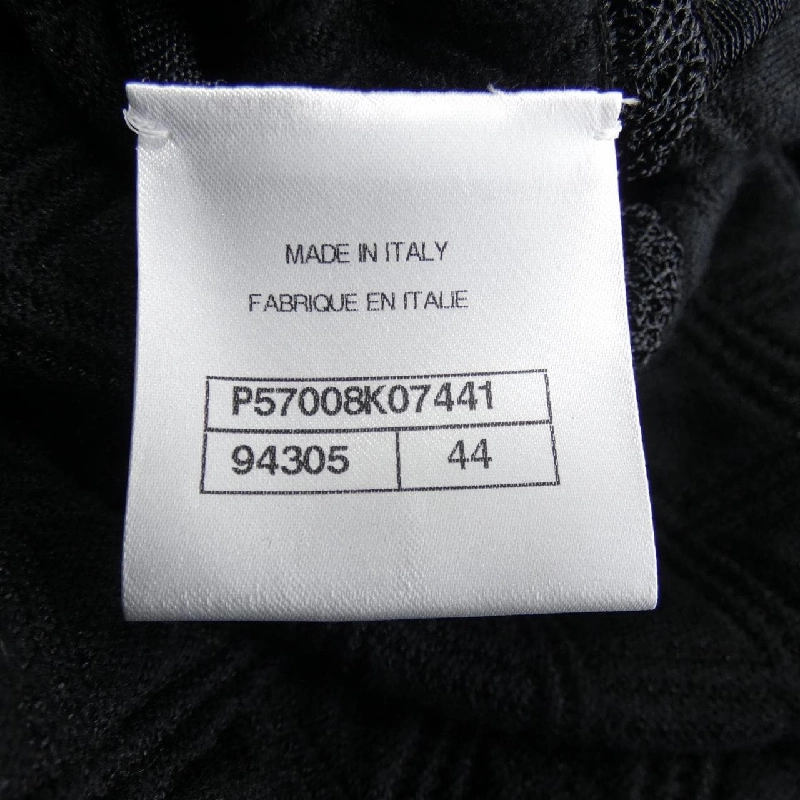 MADE IN ITALY
FABRIQUE EN ITALIE
P57008K07441
94305 44